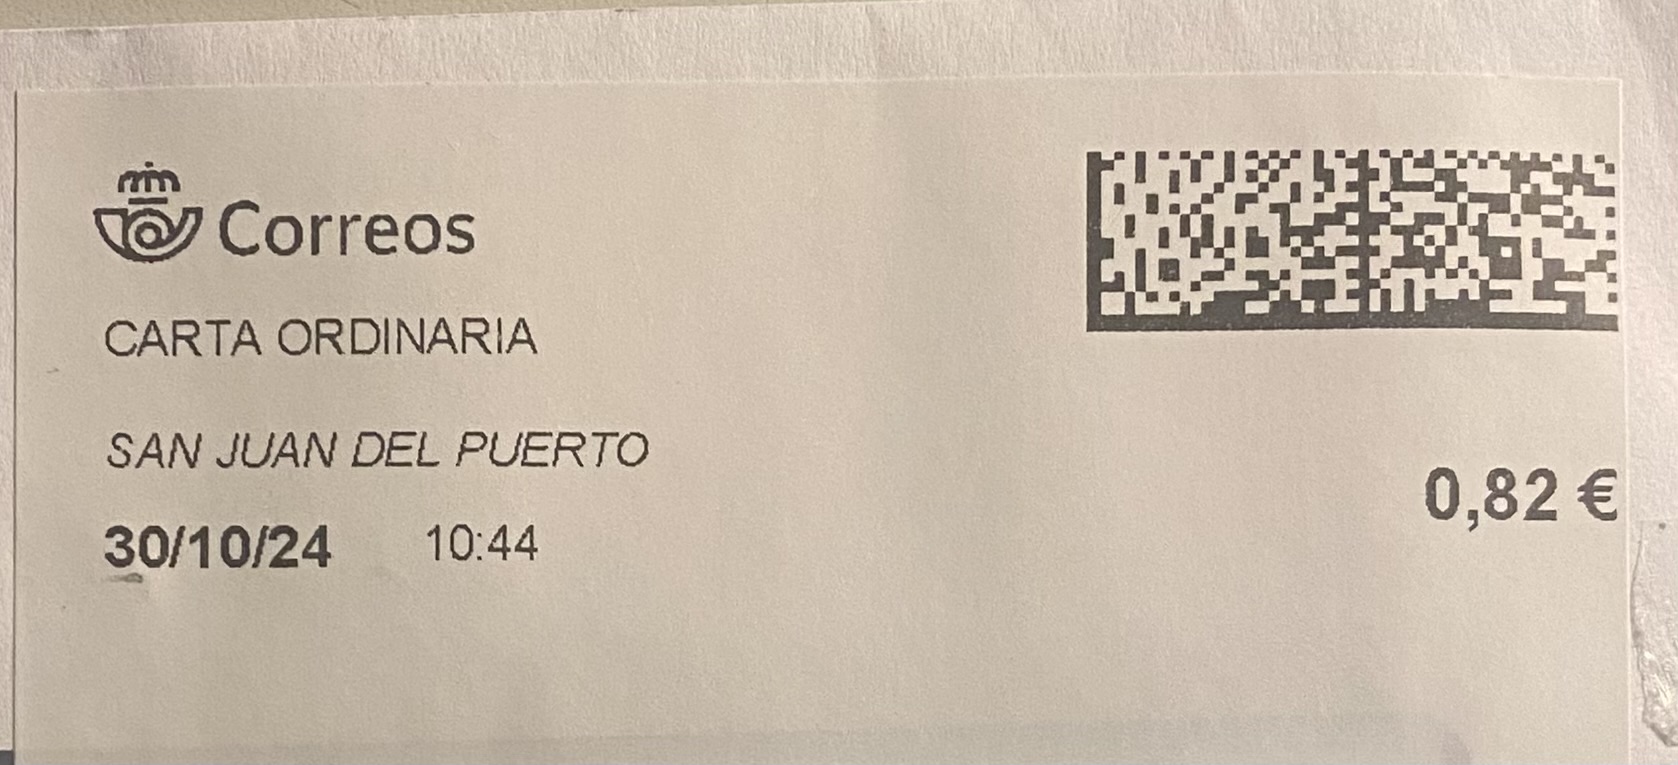 Correos
CARTA ORDINARIA
SAN JUAN DEL PUERTO
30/10/24 10:44
0,82 €